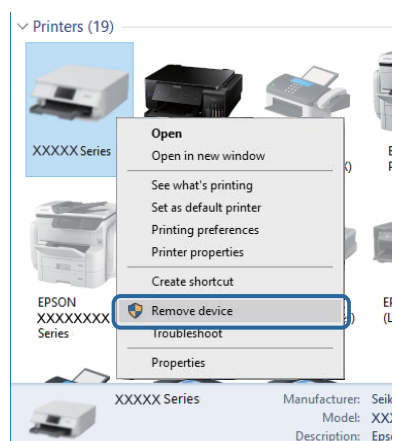 Printers (19)
XXXXX Series
Open
Open in new window
See what's printing
Set as default printer
Printing preferences
Printer properties
Create shortcut
Remove device
Troubleshoot
Properties
EPSON
XXXXXXXX
Series
XXXXX Series
Manufacturer:
Model:
Description: